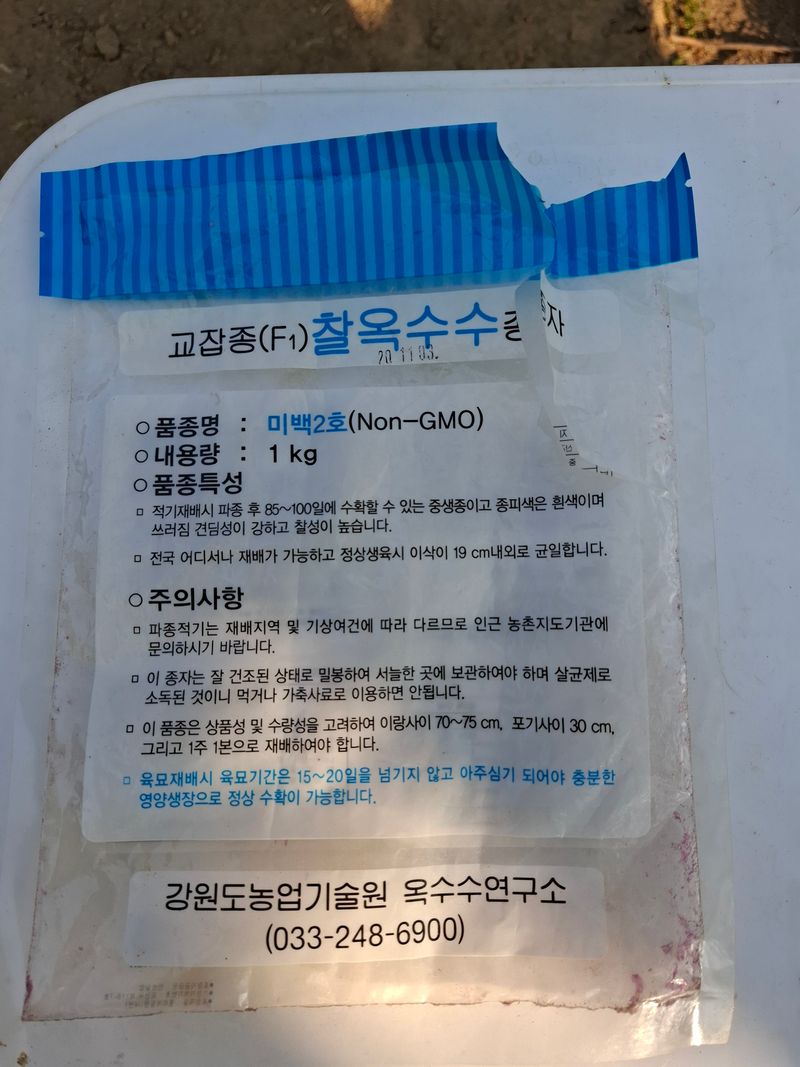 교잡종(F₁)찰옥수수종자
20.11.03.
○ 품종명 : 미백2호(Non-GMO)
○ 내용량 : 1 kg
○ 품종특성
□ 적기재배시 파종 후 85~100일에 수확할 수 있는 중생종이고 종피색은 흰색이며
쓰러짐 견딤성이 강하고 찰성이 높습니다.
□ 전국 어디서나 재배가 가능하고 정상생육시 이삭이 19 cm내외로 균일합니다.
○ 주의사항
□ 파종적기는 재배지역 및 기상여건에 따라 다르므로 인근 농촌지도기관에
문의하시기 바랍니다.
□ 이 종자는 잘 건조된 상태로 밀봉하여 서늘한 곳에 보관하여야 하며 살균제로
소독된 것이니 먹거나 가축사료로 이용하면 안됩니다.
□ 이 품종은 상품성 및 수량성을 고려하여 이랑사이 70~75 cm, 포기사이 30 cm,
그리고 1주 1본으로 재배하여야 합니다.
□ 육묘재배시 육묘기간은 15~20일을 넘기지 않고 아주심기 되어야 충분한
영양생장으로 정상 수확이 가능합니다.
강원도농업기술원 옥수수연구소
(033-248-6900)